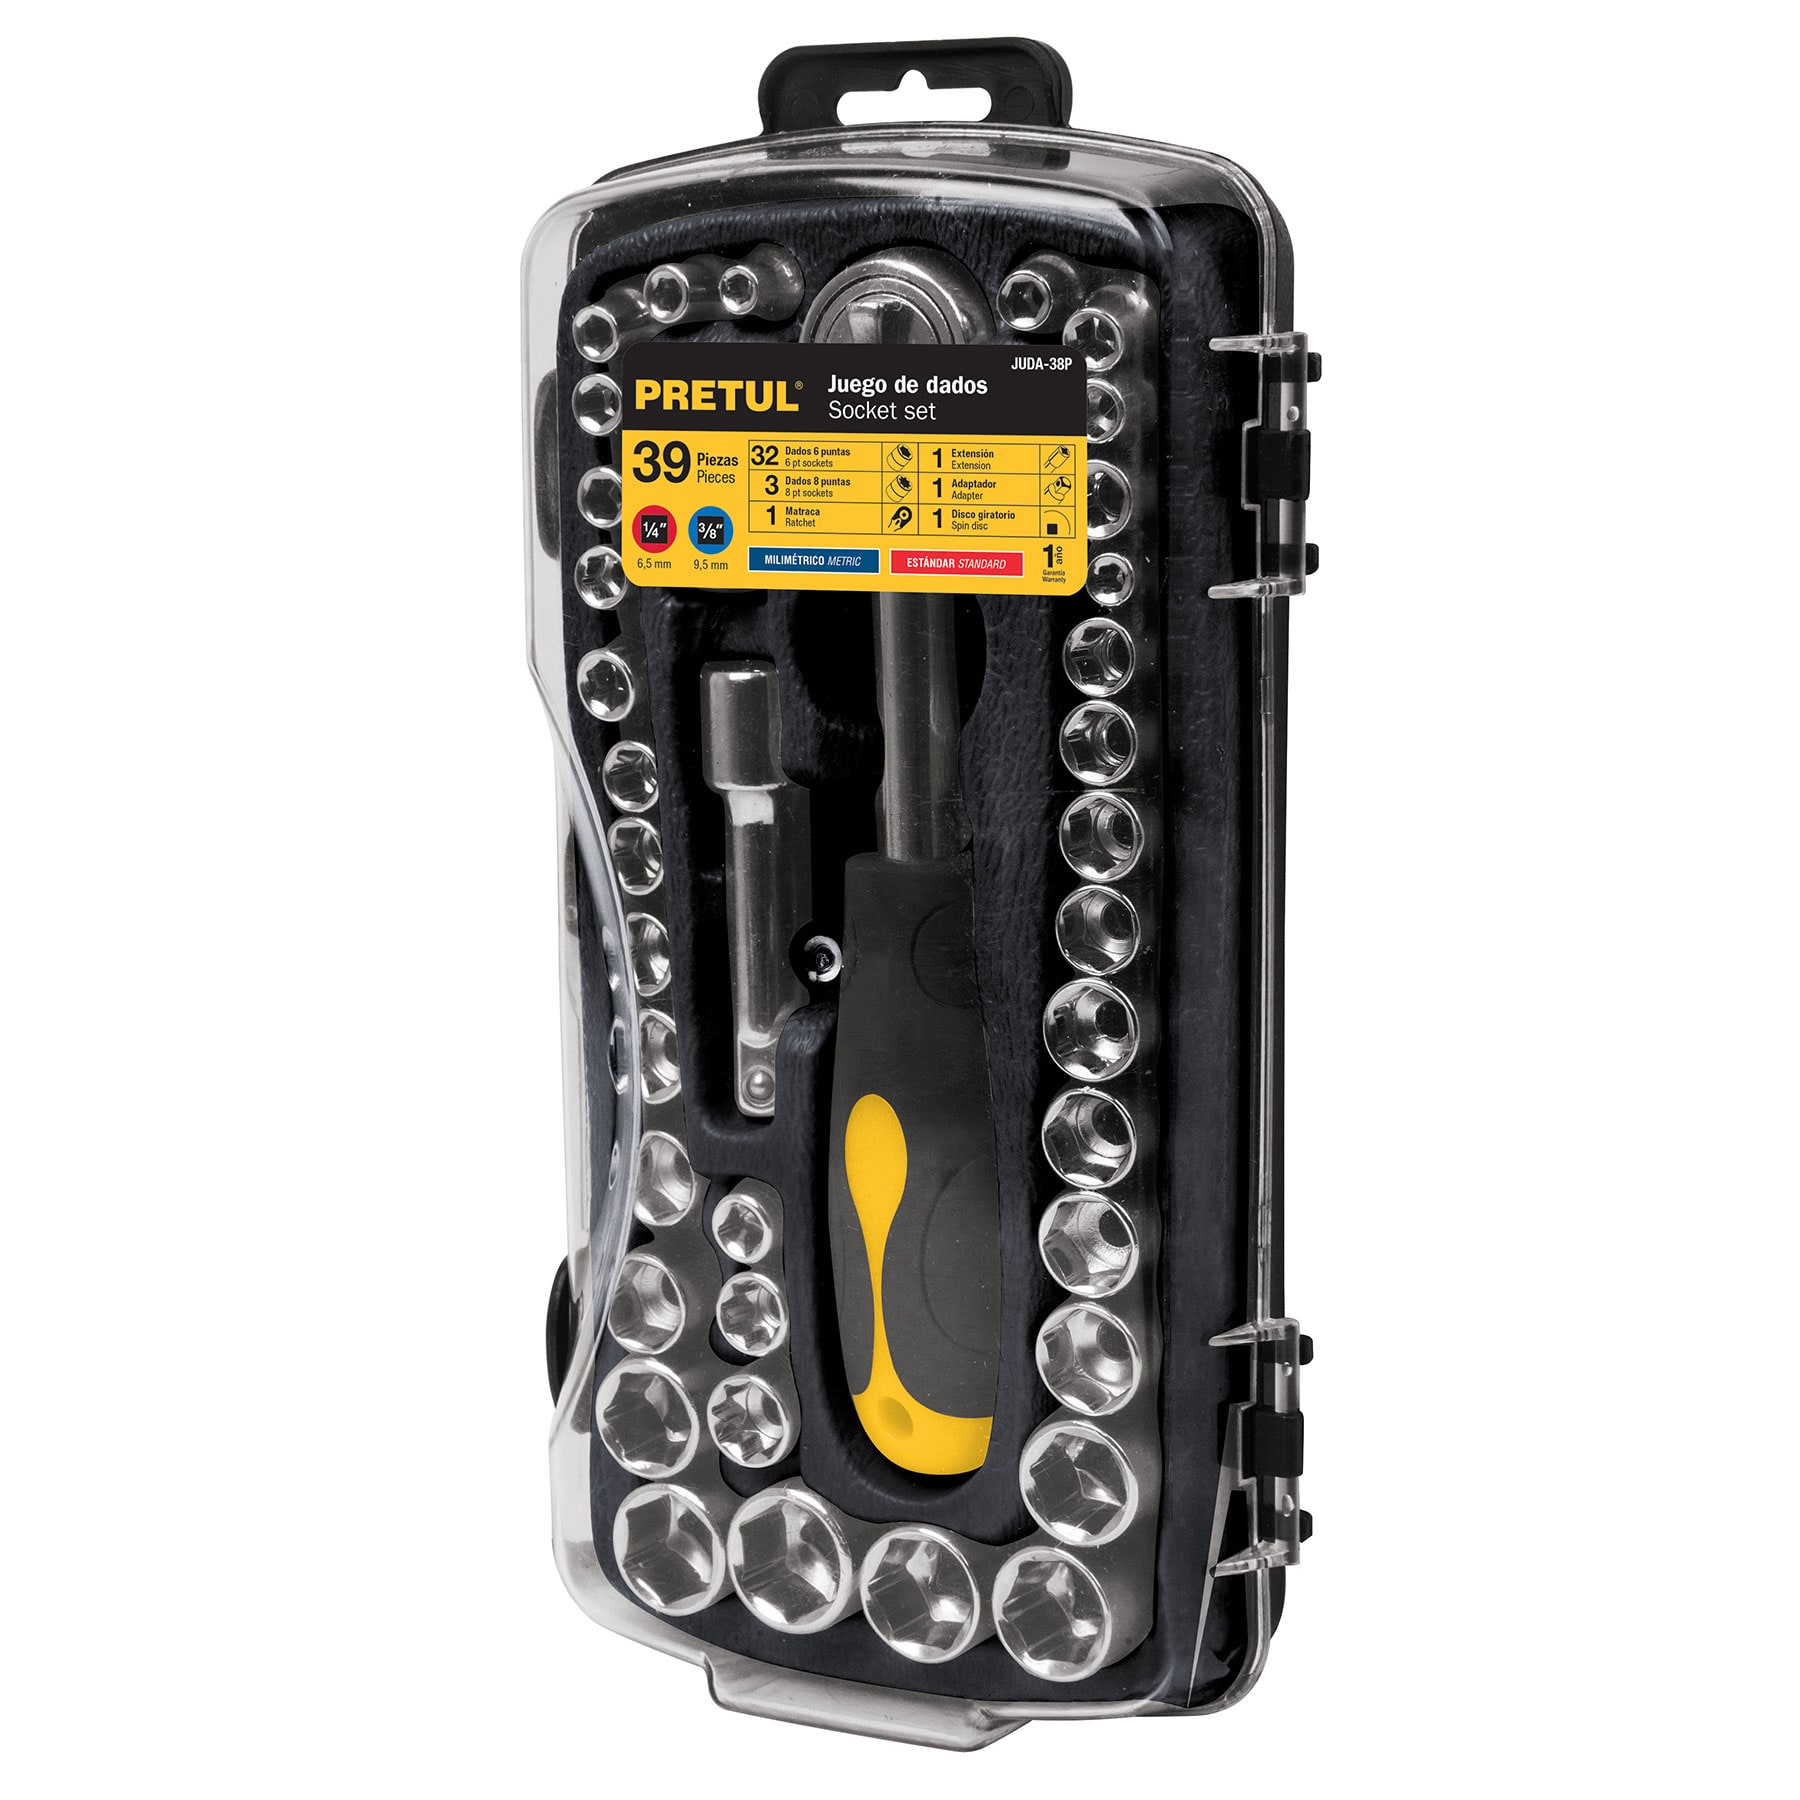 JUDA-38P
PRETUL®
Juego de dados
Socket set
39 Piezas
Pieces
32 Dados 6 puntas
6 pt sockets
3 Dados 8 puntas
8 pt sockets
1 Matraca
Ratchet
1 Extensión
Extension
1 Adaptador
Adapter
1 Disco giratorio
Spin disc
1/4"
6,5 mm
3/8"
9,5 mm
MILIMÉTRICO METRIC
ESTÁNDAR STANDARD
1 año
Garantía
Warranty